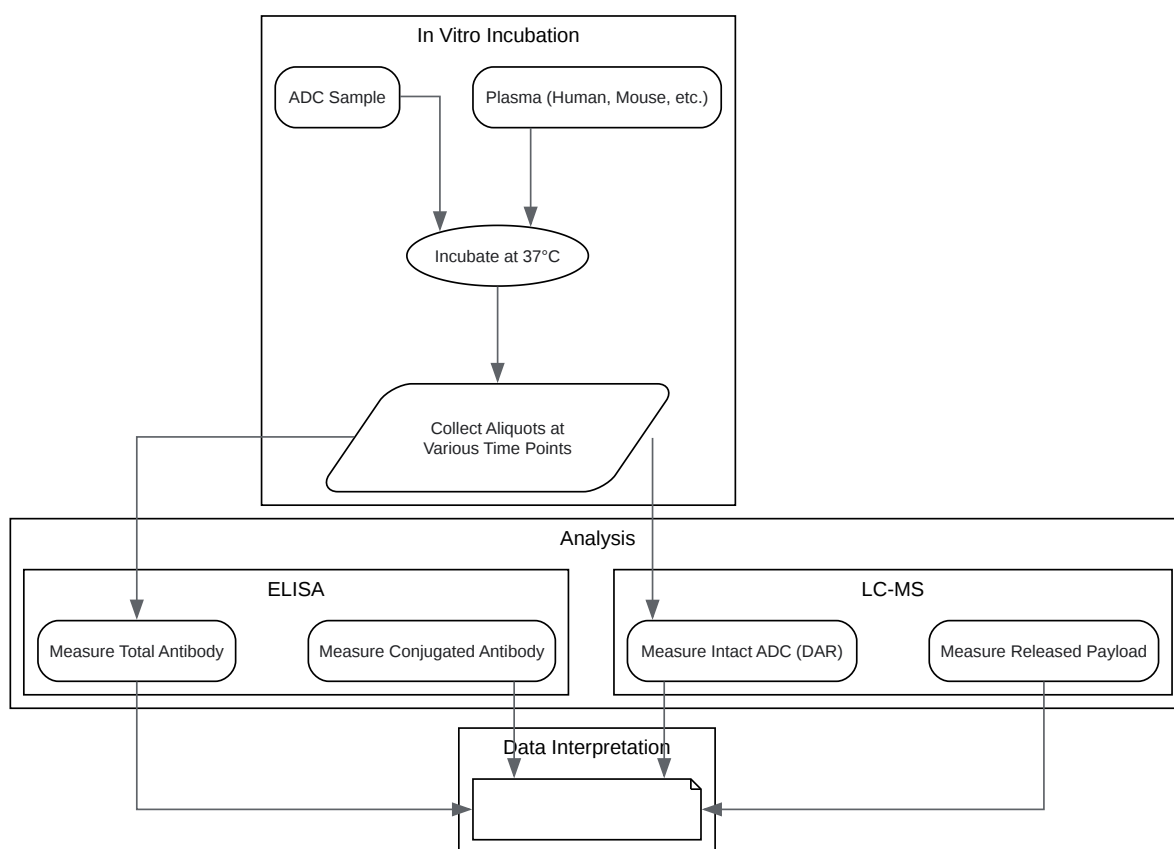 In Vitro Incubation
ADC Sample
Plasma (Human, Mouse, etc.)
Incubate at 37°C
Collect Aliquots at
Various Time Points
Analysis
ELISA
LC-MS
Measure Total Antibody
Measure Conjugated Antibody
Measure Intact ADC (DAR)
Measure Released Payload
Data Interpretation